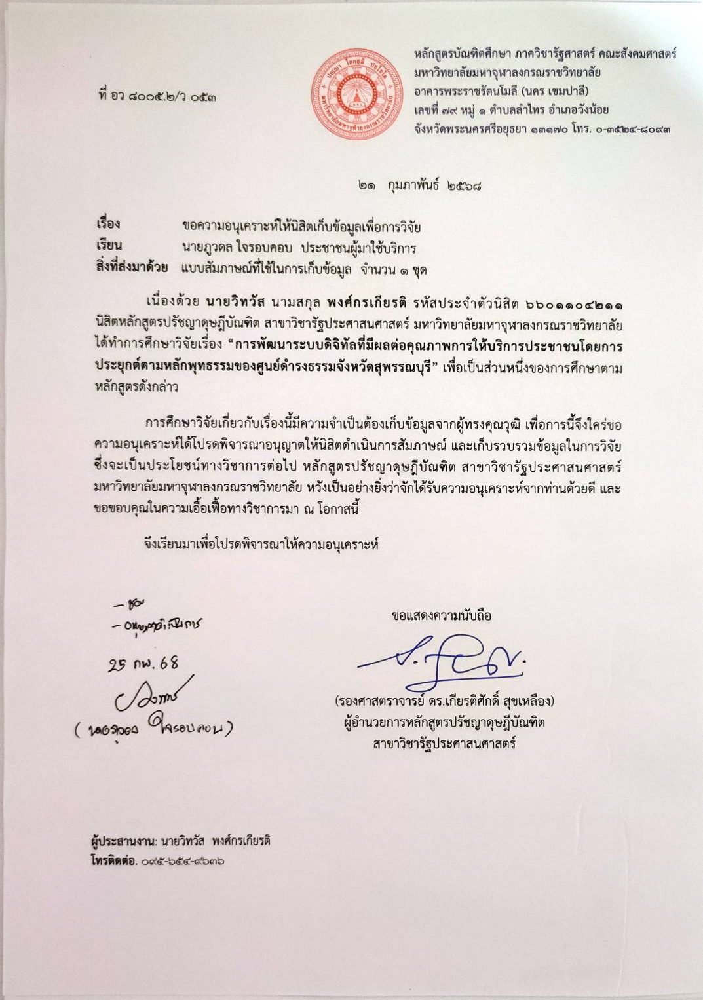 หลักสูตรบัณฑิตศึกษา ภาควิชารัฐศาสตร์ คณะสังคมศาสตร์
มหาวิทยาลัยมหาจุฬาลงกรณราชวิทยาลัย
อาคารพระราชรัตนโมลี (นคร เขมปาลี)
เลขที่ ๗๙ หมู่ ๑ ตำบลลำไทร อำเภอวังน้อย
จังหวัดพระนครศรีอยุธยา ๑๓๑๗๐ โทร. ๐-๓๕๒๔-๘๐๙๓
ที่ อว ๘๐๐๕.๒/ว ๐๕๓
ปญฺญา โลกสฺมิ ปชฺโชโต
มหาวิทยาลัยมหาจุฬาลงกรณราชวิทยาลัย
๒๑ กุมภาพันธ์ ๒๕๖๘
เรื่อง ขอความอนุเคราะห์ให้นิสิตเก็บข้อมูลเพื่อการวิจัย
เรียน นายภูวดล ใจรอบคอบ ประชาชนผู้มาใช้บริการ
สิ่งที่ส่งมาด้วย แบบสัมภาษณ์ที่ใช้ในการเก็บข้อมูล จำนวน ๑ ชุด
เนื่องด้วย นายวิทวัส นามสกุล พงศ์กรเกียรติ รหัสประจำตัวนิสิต ๖๖๐๑๑๐๔๒๑๑
นิสิตหลักสูตรปรัชญาดุษฎีบัณฑิต สาขาวิชารัฐประศาสนศาสตร์ มหาวิทยาลัยมหาจุฬาลงกรณราชวิทยาลัย
ได้ทำการศึกษาวิจัยเรื่อง “การพัฒนาระบบดิจิทัลที่มีผลต่อคุณภาพการให้บริการประชาชนโดยการ
ประยุกต์ตามหลักพุทธรรมของศูนย์ดำรงธรรมจังหวัดสุพรรณบุรี” เพื่อเป็นส่วนหนึ่งของการศึกษาตาม
หลักสูตรดังกล่าว
การศึกษาวิจัยเกี่ยวกับเรื่องนี้มีความจำเป็นต้องเก็บข้อมูลจากผู้ทรงคุณวุฒิ เพื่อการนี้จึงใคร่ขอ
ความอนุเคราะห์ได้โปรดพิจารณาอนุญาตให้นิสิตดำเนินการสัมภาษณ์ และเก็บรวบรวมข้อมูลในการวิจัย
ซึ่งจะเป็นประโยชน์ทางวิชาการต่อไป หลักสูตรปรัชญาดุษฎีบัณฑิต สาขาวิชารัฐประศาสนศาสตร์
มหาวิทยาลัยมหาจุฬาลงกรณราชวิทยาลัย หวังเป็นอย่างยิ่งว่าจักได้รับความอนุเคราะห์จากท่านด้วยดี และ
ขอขอบคุณในความเอื้อเฟื้อทางวิชาการมา ณ โอกาสนี้
จึงเรียนมาเพื่อโปรดพิจารณาให้ความอนุเคราะห์
ขอแสดงความนับถือ
(รองศาสตราจารย์ ดร.เกียรติศักดิ์ สุขเหลือง)
ผู้อำนวยการหลักสูตรปรัชญาดุษฎีบัณฑิต
สาขาวิชารัฐประศาสนศาสตร์
25 กพ. 68
(นายภูวดล ใจรอบคอบ)
ผู้ประสานงาน: นายวิทวัส พงศ์กรเกียรติ
โทรติดต่อ. ๐๙๕-๖๕๔-๙๖๓๖